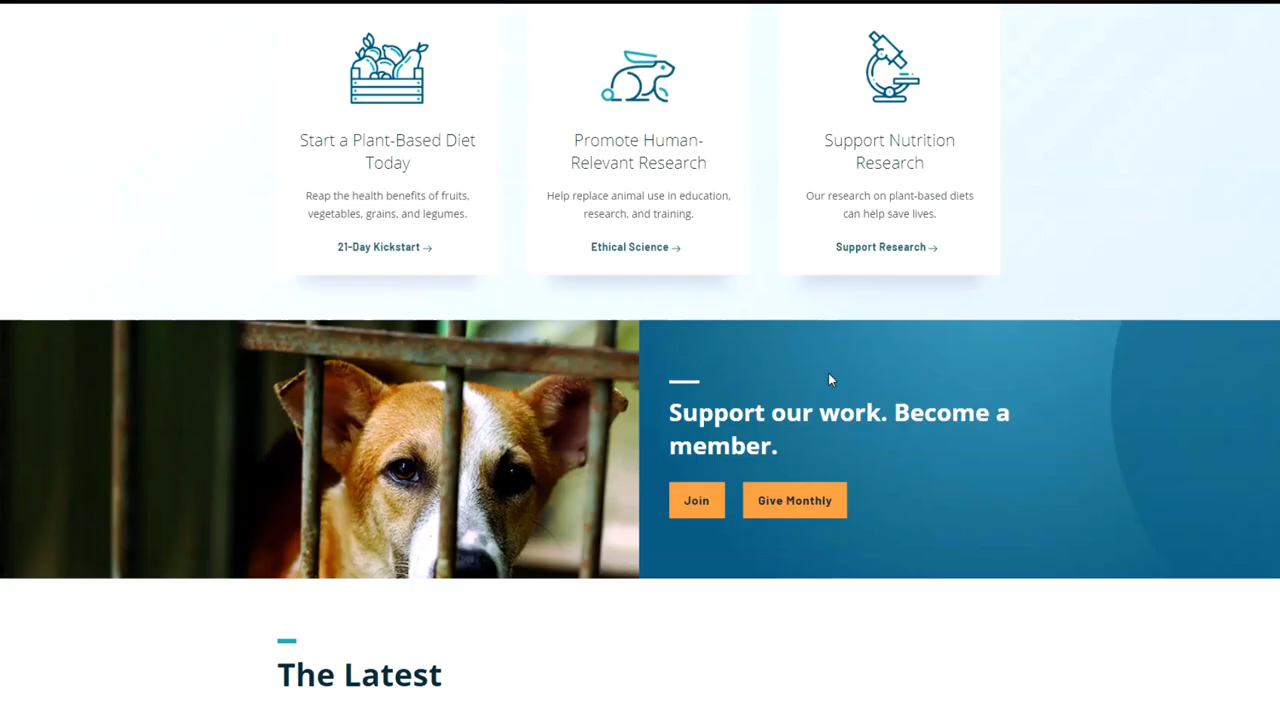 Start a Plant-Based Diet
Today
Reap the health benefits of fruits,
vegetables, grains, and legumes.
21-Day Kickstart →
Promote Human-
Relevant Research
Help replace animal use in education,
research, and training.
Ethical Science →
Support Nutrition
Research
Our research on plant-based diets
can help save lives.
Support Research →
Support our work. Become a
member.
Join
Give Monthly
The Latest